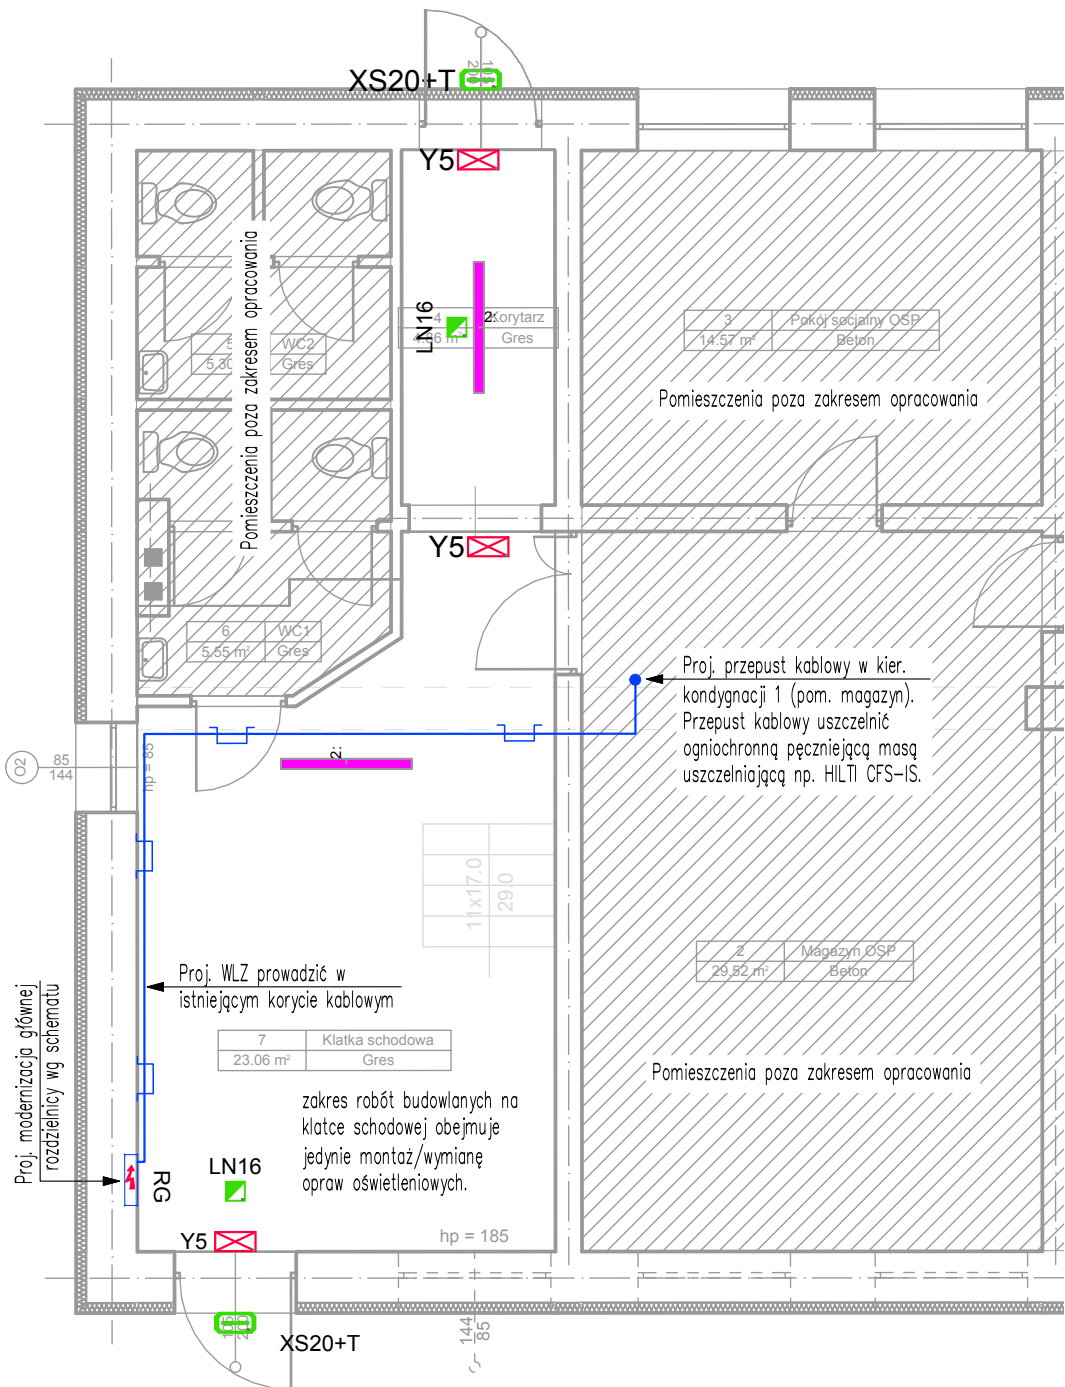 XS20+T
Y5
LN16
Korytarz
Gres
3 Pokój socjalny OSP
14.57 m² Beton
Pomieszczenia poza zakresem opracowania
Pomieszczenia poza zakresem opracowania
5 WC2
5.30 Gres
Y5
6 WC1
5.55 m² Gres
Proj. przepust kablowy w kier.
kondygnacji 1 (pom. magazyn).
Przepust kablowy uszczelnić
ogniochronną pęczniejącą masą
uszczelniającą np. HILTI CFS-IS.
O2
85
144
hp = 85
11x17.0
29.0
2 Magazyn OSP
29.52 m² Beton
Proj. WLZ prowadzić w
istniejącym korycie kablowym
Proj. modernizacja głównej
rozdzielnicy wg schematu
7 Klatka schodowa
23.06 m² Gres
Pomieszczenia poza zakresem opracowania
zakres robót budowlanych na
klatce schodowej obejmuje
jedynie montaż/wymianę
opraw oświetleniowych.
RG
LN16
Y5
hp = 185
XS20+T
144
85